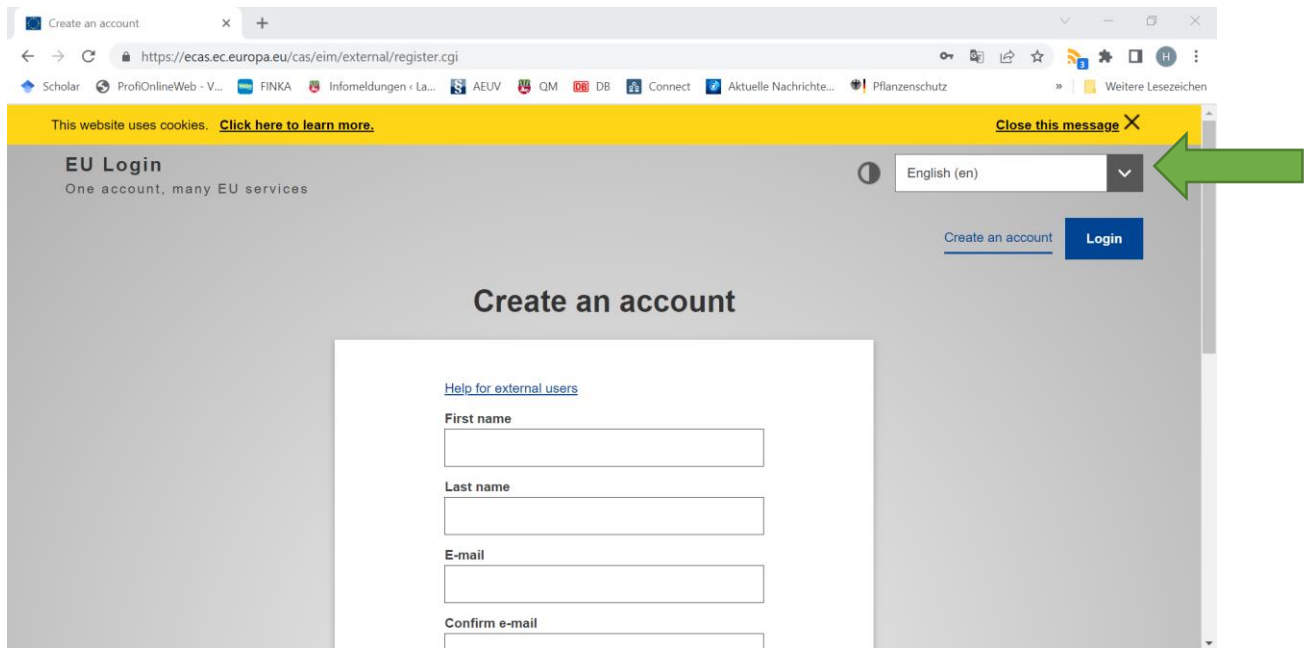 Create an account
https://ecas.ec.europa.eu/cas/eim/external/register.cgi
3
H
Scholar ProfiOnlineWeb - V... FINKA Infomeldungen ‹ La... § AEUV QM DB DB Connect Aktuelle Nachrichte... Pflanzenschutz » Weitere Lesezeichen
This website uses cookies. Click here to learn more. Close this message
EU Login
One account, many EU services
English (en)
Create an account Login
Create an account
Help for external users
First name
Last name
E-mail
Confirm e-mail